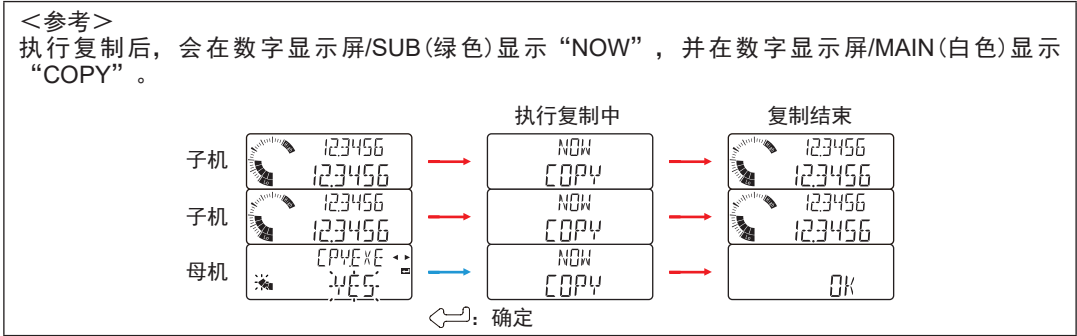 ＜参考＞
执行复制后，会在数字显示屏/SUB(绿色)显示“NOW”，并在数字显示屏/MAIN(白色)显示
“COPY”。
执行复制中 复制结束
子机 12.3456 NOW 12.3456
12.3456 COPY 12.3456
子机 12.3456 NOW 12.3456
12.3456 COPY 12.3456
母机 CPY.EXE NOW
YES COPY OK
：确定